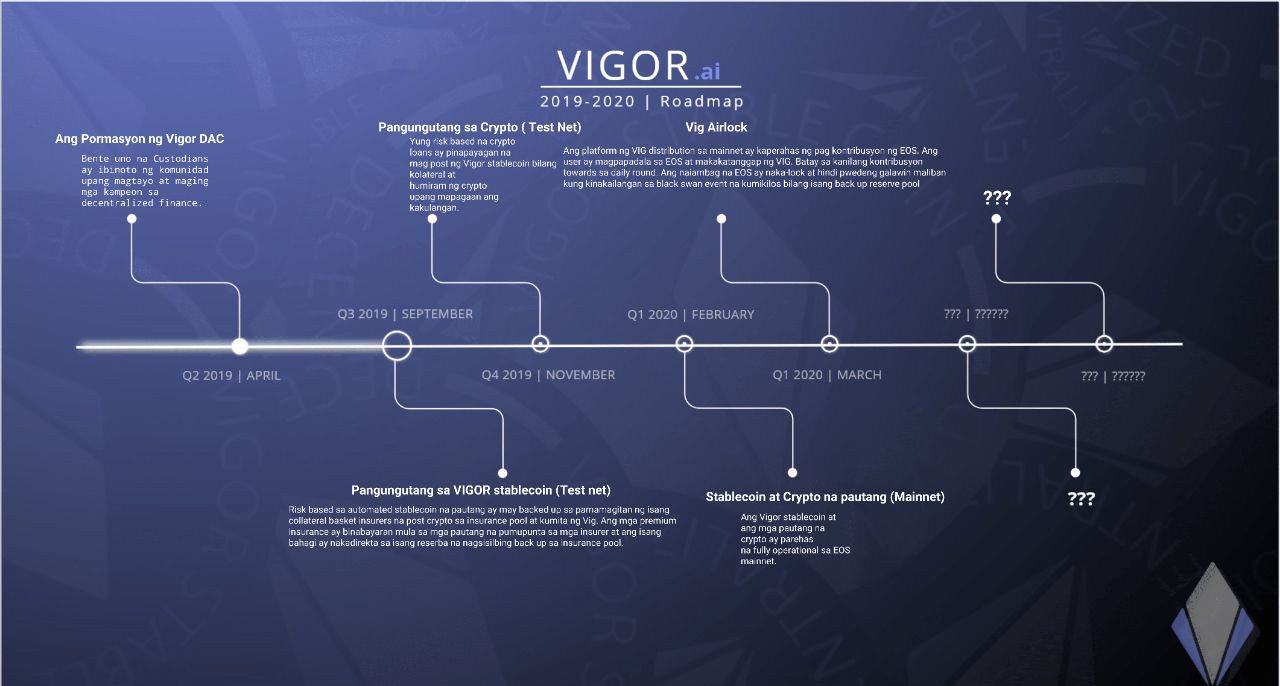 VIGOR.ai
2019-2020 | Roadmap
Ang Pormasyon ng Vigor DAC
Bente uno na Custodians
ay ibinoto ng komunidad
upang magtayo at maging
mga kampeon sa
decentralized finance.
Pangungutang sa Crypto ( Test Net)
Yung risk based na crypto
loans ay pinapayagan na
mag post ng Vigor stablecoin bilang
kolateral at
humiram ng crypto
upang mapagaan ang
kakulangan.
Vig Airlock
Ang platform ng VIG distribution sa mainnet ay kaperahas ng pag kontribusyon ng EOS. Ang
user ay magpapadala sa EOS at makakatanggap ng VIG. Batay sa kanilang kontribusyon
towards sa daily round. Ang naiambag na EOS ay naka-lock at hindi pwedeng galawin maliban
kung kinakailangan sa black swan event na kumikilos bilang isang back up reserve pool
???
Q3 2019 | SEPTEMBER
Q1 2020 | FEBRUARY
??? | ??????
Q2 2019 | APRIL
Q4 2019 | NOVEMBER
Q1 2020 | MARCH
??? | ??????
Pangungutang sa VIGOR stablecoin (Test net)
Risk based sa automated stablecoin na pautang ay may backed up sa pamamagitan ng isang
collateral basket insurers na post crypto sa insurance pool at kumita ng Vig. Ang mga premium
insurance ay binabayaran mula sa mga pautang na pumupunta sa mga insurer at ang isang
bahagi ay nakadirekta sa isang reserba na nagsisilbing back up sa insurance pool.
Stablecoin at Crypto na pautang (Mainnet)
Ang Vigor stablecoin at
ang mga pautang na
crypto ay parehas
na fully operational sa EOS
mainnet.
???